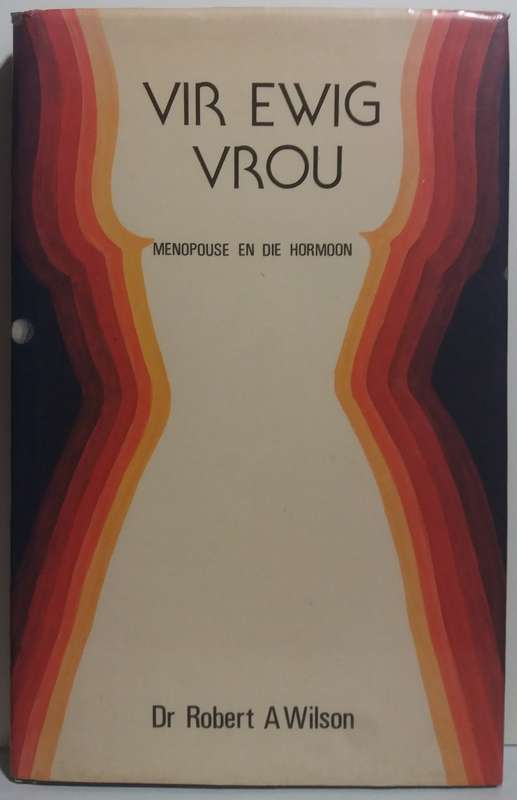 VIR EWIG
VROU
MENOPOUSE EN DIE HORMOON
Dr Robert A Wilson